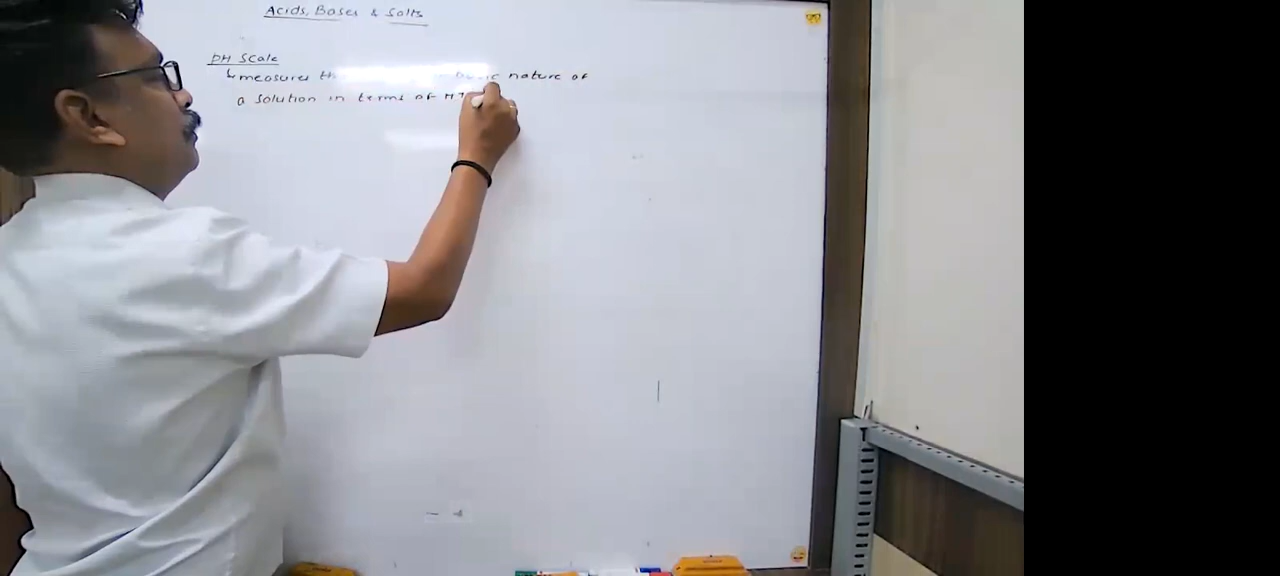 Acids, Bases & Salts
PH Scale
measures nature of
a solution in terms of H+